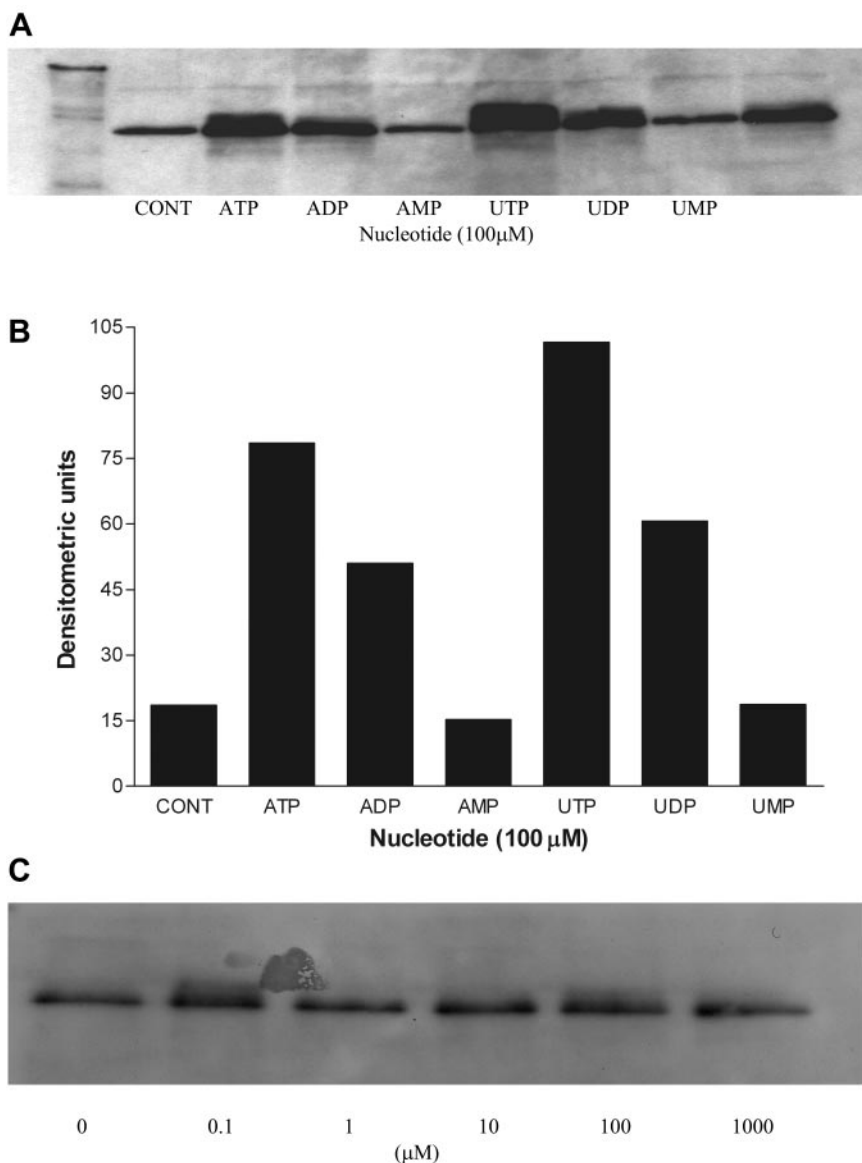 A
CONT ATP ADP AMP UTP UDP UMP
Nucleotide (100μM)
B
Densitometric units
105
90
75
60
45
30
15
0
CONT ATP ADP AMP UTP UDP UMP
Nucleotide (100 μM)
C
0 0.1 1 10 100 1000
(μM)